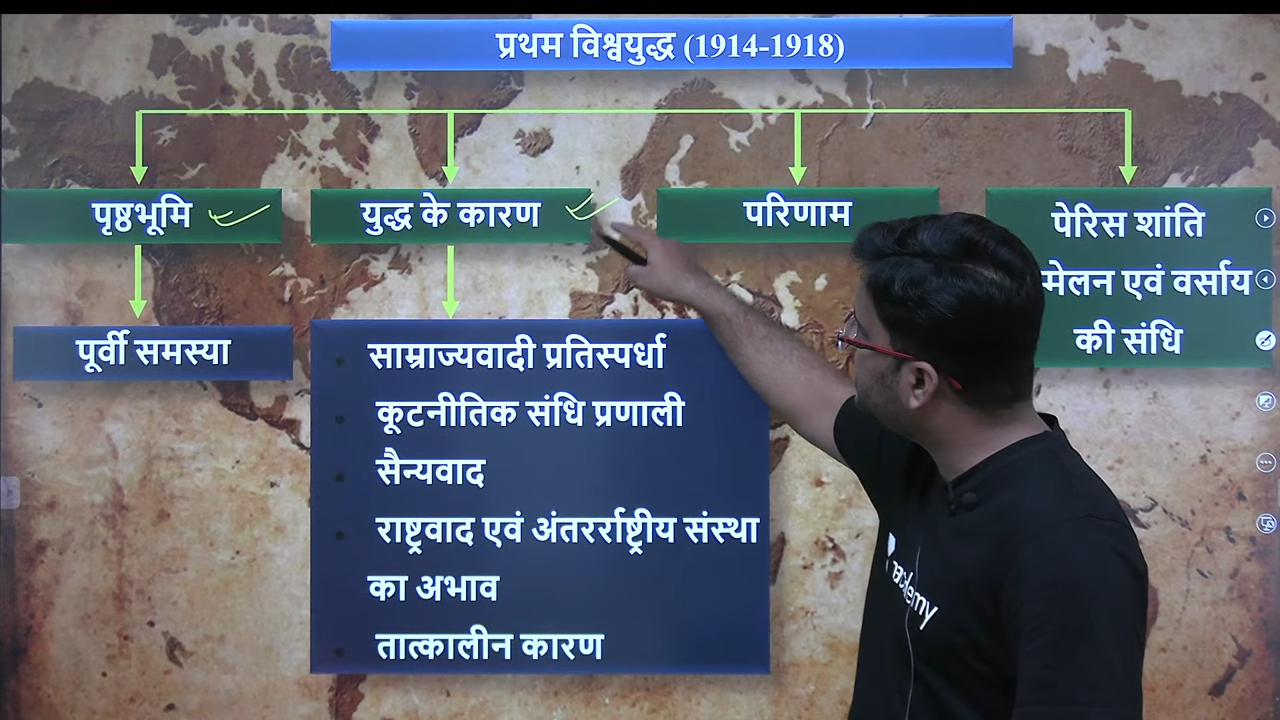 प्रथम विश्वयुद्ध (1914-1918)
पृष्ठभूमि
युद्ध के कारण
परिणाम
पेरिस शांति
मेलन एवं वर्साय
की संधि
पूर्वी समस्या
साम्राज्यवादी प्रतिस्पर्धा
कूटनीतिक संधि प्रणाली
सैन्यवाद
राष्ट्रवाद एवं अंतरर्राष्ट्रीय संस्था
का अभाव
तात्कालीन कारण